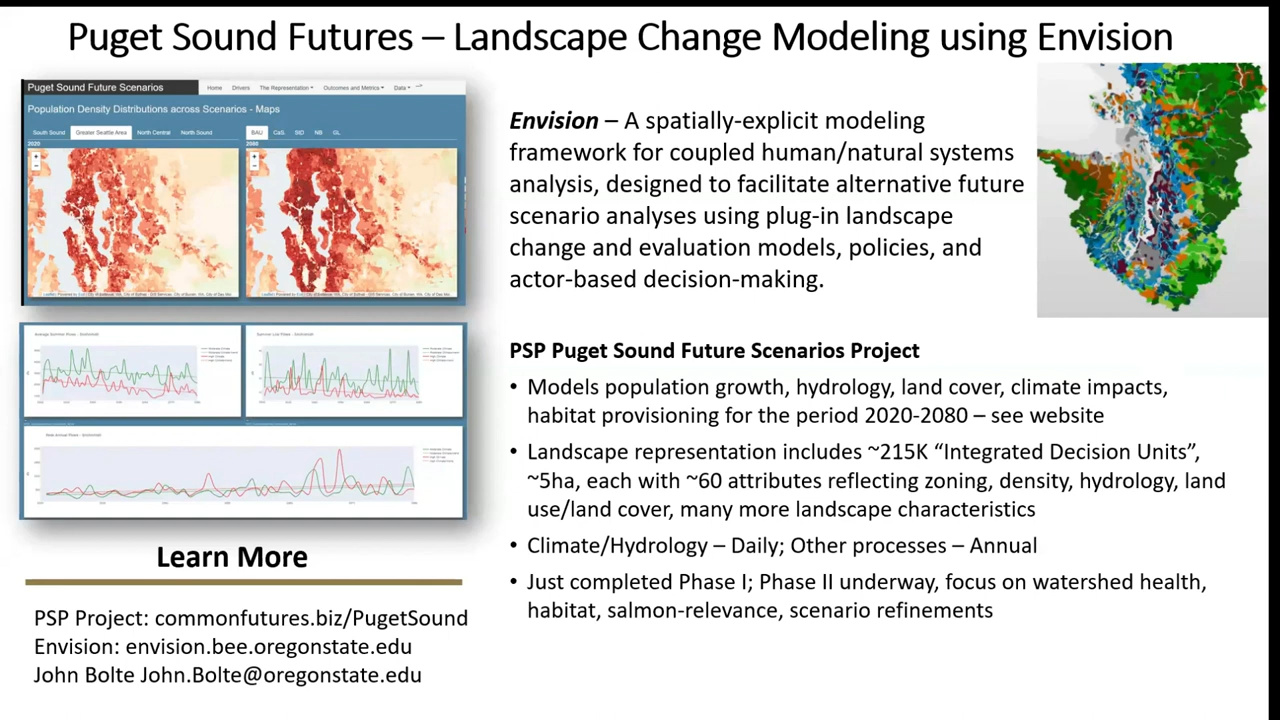 Puget Sound Futures – Landscape Change Modeling using Envision
Puget Sound Future Scenarios
Home Drivers The Representation Outcomes and Metrics Data
Population Density Distributions across Scenarios - Maps
South Sound Greater Seattle Area North Central North Sound
BAU CaS SID NB GL
2020
2080
Envision – A spatially-explicit modeling
framework for coupled human/natural systems
analysis, designed to facilitate alternative future
scenario analyses using plug-in landscape
change and evaluation models, policies, and
actor-based decision-making.
PSP Puget Sound Future Scenarios Project
• Models population growth, hydrology, land cover, climate impacts,
habitat provisioning for the period 2020-2080 – see website
• Landscape representation includes ~215K “Integrated Decision Units”,
~5ha, each with ~60 attributes reflecting zoning, density, hydrology, land
use/land cover, many more landscape characteristics
• Climate/Hydrology – Daily; Other processes – Annual
• Just completed Phase I; Phase II underway, focus on watershed health,
habitat, salmon-relevance, scenario refinements
Learn More
PSP Project: commonfutures.biz/PugetSound
Envision: envision.bee.oregonstate.edu
John Bolte John.Bolte@oregonstate.edu